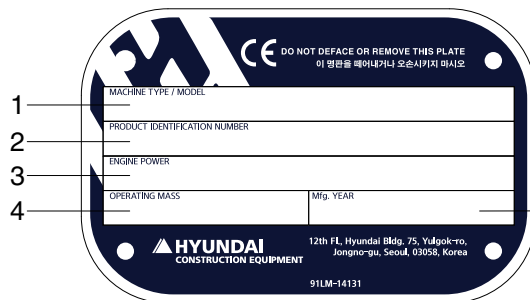 CE DO NOT DEFACE OR REMOVE THIS PLATE
이 명판을 떼어내거나 오손시키지 마시오
1 MACHINE TYPE / MODEL
2 PRODUCT IDENTIFICATION NUMBER
3 ENGINE POWER
4 OPERATING MASS Mfg. YEAR
HYUNDAI
CONSTRUCTION EQUIPMENT
12th Fl., Hyundai Bldg. 75, Yulgok-ro,
Jongno-gu, Seoul, 03058, Korea
91LM-14131